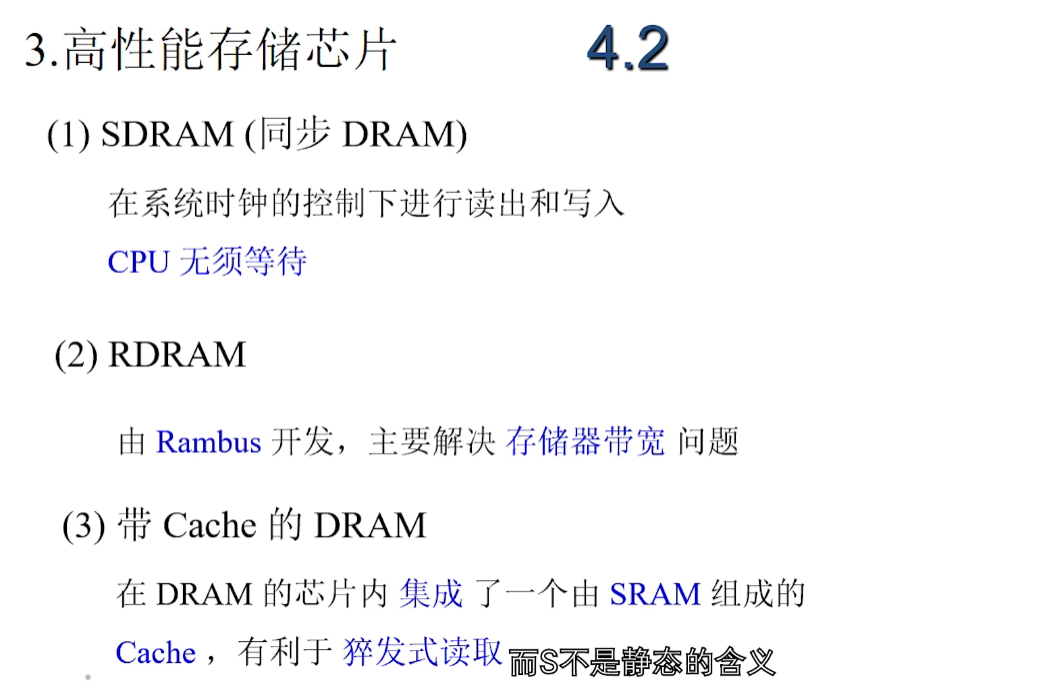 3.高性能存储芯片 4.2
(1) SDRAM (同步 DRAM)
在系统时钟的控制下进行读出和写入
CPU 无须等待
(2) RDRAM
由 Rambus 开发，主要解决 存储器带宽 问题
(3) 带 Cache 的 DRAM
在 DRAM 的芯片内 集成 了一个由 SRAM 组成的
Cache ，有利于 猝发式读取
而S不是静态的含义
*